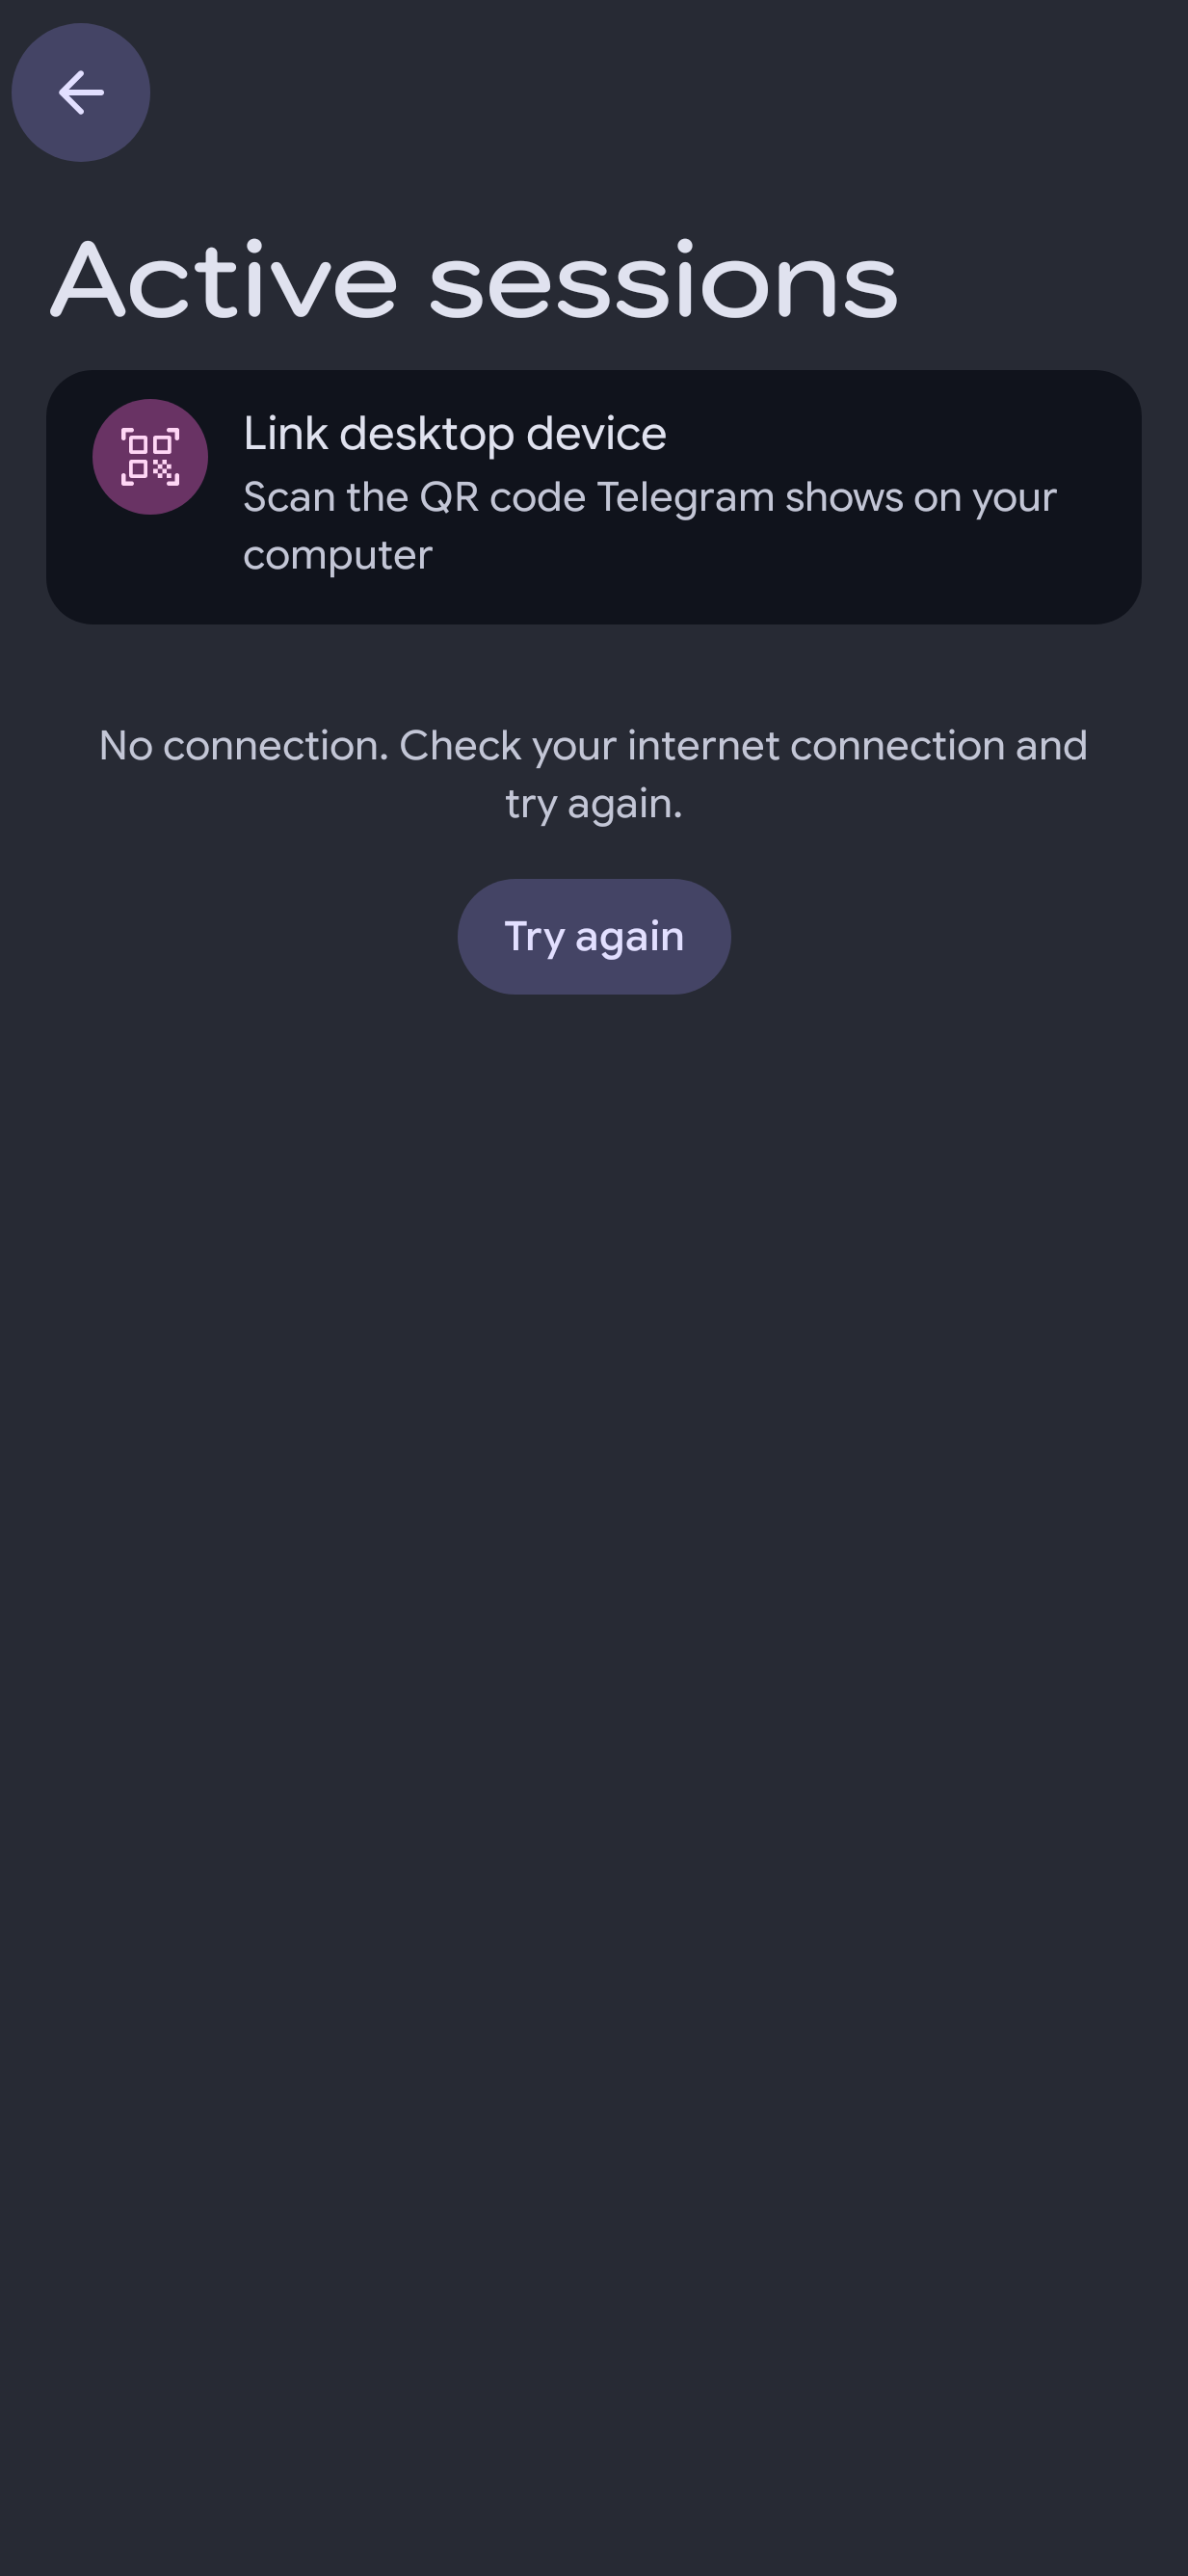 Active sessions
Link desktop device
Scan the QR code Telegram shows on your
computer
No connection. Check your internet connection and
try again.
Try again